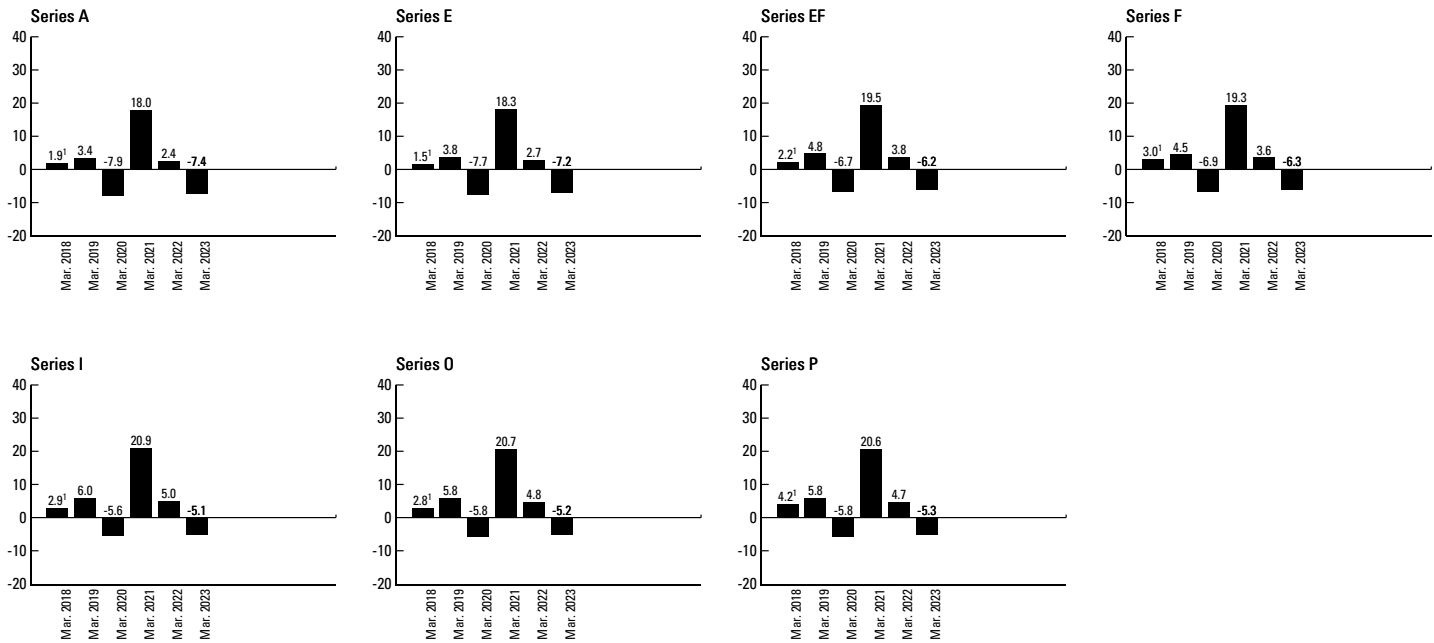 Series A
40
30
20
10
0
-10
-20
1.9¹
3.4
-7.9
18.0
2.4
-7.4
Mar. 2018
Mar. 2019
Mar. 2020
Mar. 2021
Mar. 2022
Mar. 2023
Series E
40
30
20
10
0
-10
-20
1.5¹
3.8
-7.7
18.3
2.7
-7.2
Mar. 2018
Mar. 2019
Mar. 2020
Mar. 2021
Mar. 2022
Mar. 2023
Series EF
40
30
20
10
0
-10
-20
2.2¹
4.8
-6.7
19.5
3.8
-6.2
Mar. 2018
Mar. 2019
Mar. 2020
Mar. 2021
Mar. 2022
Mar. 2023
Series F
40
30
20
10
0
-10
-20
3.0¹
4.5
-6.9
19.3
3.6
-6.3
Mar. 2018
Mar. 2019
Mar. 2020
Mar. 2021
Mar. 2022
Mar. 2023
Series I
40
30
20
10
0
-10
-20
2.9¹
6.0
-5.6
20.9
5.0
-5.1
Mar. 2018
Mar. 2019
Mar. 2020
Mar. 2021
Mar. 2022
Mar. 2023
Series O
40
30
20
10
0
-10
-20
2.8¹
5.8
-5.8
20.7
4.8
-5.2
Mar. 2018
Mar. 2019
Mar. 2020
Mar. 2021
Mar. 2022
Mar. 2023
Series P
40
30
20
10
0
-10
-20
4.2¹
5.8
-5.8
20.6
4.7
-5.3
Mar. 2018
Mar. 2019
Mar. 2020
Mar. 2021
Mar. 2022
Mar. 2023